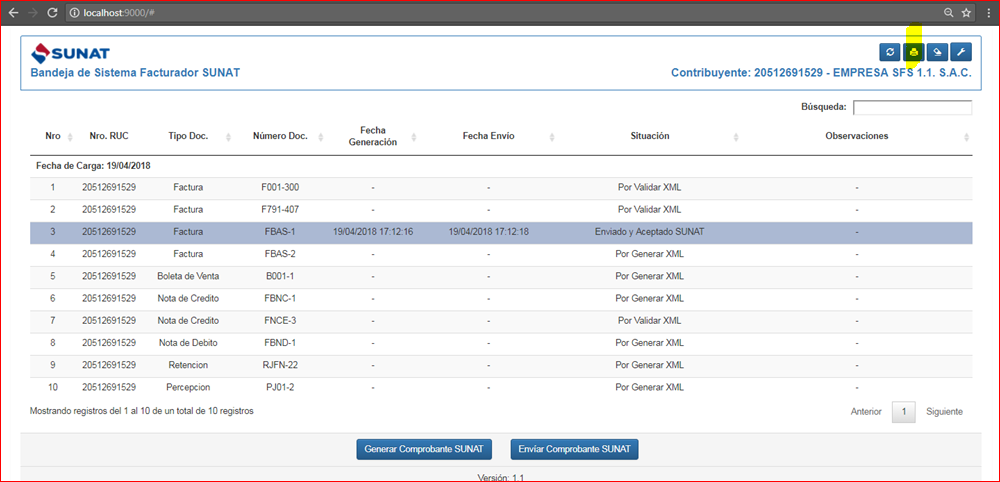 localhost:9000/#
SUNAT
Bandeja de Sistema Facturador SUNAT
Contribuyente: 20512691529 - EMPRESA SFS 1.1. S.A.C.
Búsqueda:
Nro Nro. RUC Tipo Doc. Número Doc. Fecha Generación Fecha Envío Situación Observaciones
Fecha de Carga: 19/04/2018
1 20512691529 Factura F001-300 - - Por Validar XML -
2 20512691529 Factura F791-407 - - Por Validar XML -
3 20512691529 Factura FBAS-1 19/04/2018 17:12:16 19/04/2018 17:12:18 Enviado y Aceptado SUNAT -
4 20512691529 Factura FBAS-2 - - Por Generar XML -
5 20512691529 Boleta de Venta B001-1 - - Por Generar XML -
6 20512691529 Nota de Credito FBNC-1 - - Por Generar XML -
7 20512691529 Nota de Credito FNCE-3 - - Por Validar XML -
8 20512691529 Nota de Debito FBND-1 - - Por Generar XML -
9 20512691529 Retencion RJFN-22 - - Por Generar XML -
10 20512691529 Percepcion PJ01-2 - - Por Generar XML -
Mostrando registros del 1 al 10 de un total de 10 registros
Anterior 1 Siguiente
Generar Comprobante SUNAT Envíar Comprobante SUNAT
Versión: 1.1